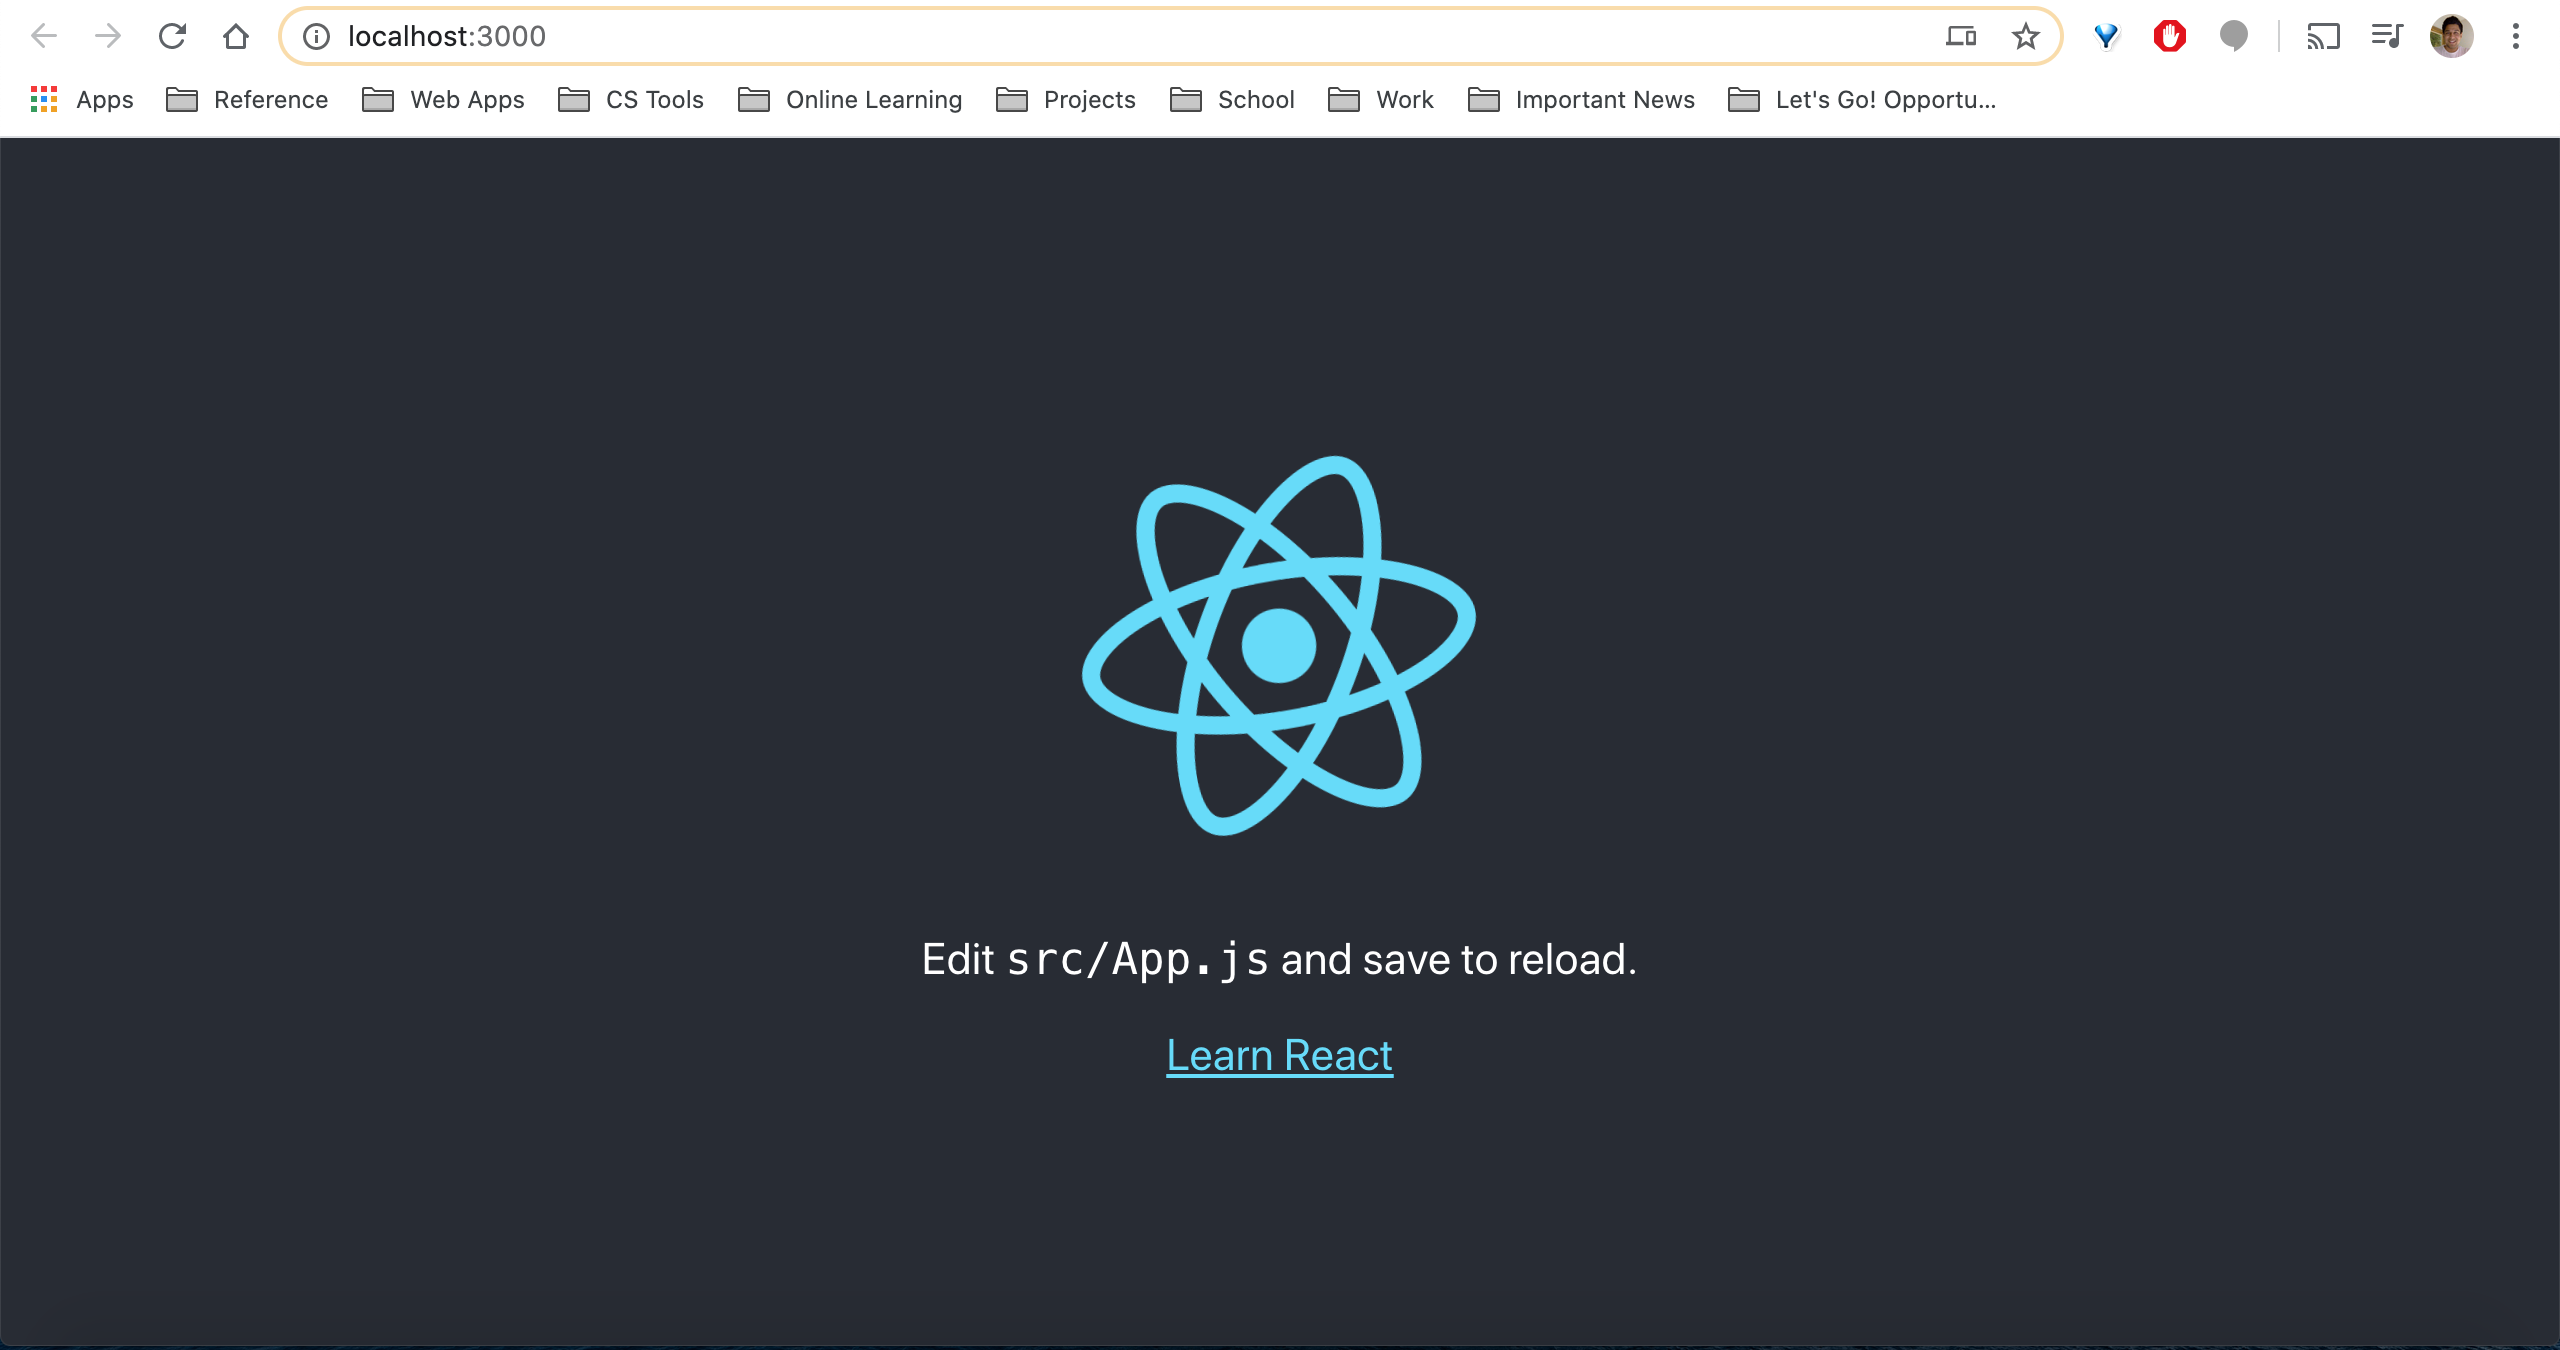 localhost:3000
Apps Reference Web Apps CS Tools Online Learning Projects School Work Important News Let's Go! Opportu...
Edit src/App.js and save to reload.
Learn React